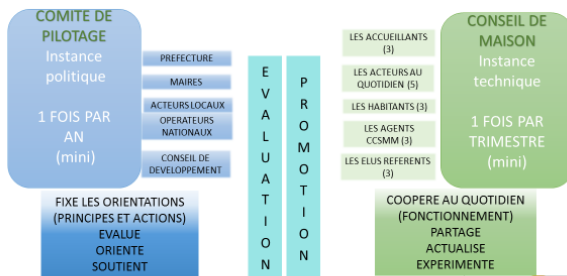 COMITE DE
PILOTAGE
Instance
politique
1 FOIS PAR
AN
(mini)
PREFECTURE
MAIRES
ACTEURS LOCAUX
OPERATEURS
NATIONAUX
CONSEIL DE
DEVELOPPEMENT
FIXE LES ORIENTATIONS
(PRINCIPES ET ACTIONS)
EVALUE
ORIENTE
SOUTIENT
EVALUATION
PROMOTION
LES ACCUEILLANTS
(3)
LES ACTEURS AU
QUOTIDIEN (5)
LES HABITANTS (3)
LES AGENTS
CCSMM (3)
LES ELUS REFERENTS
(3)
CONSEIL DE
MAISON
Instance
technique
1 FOIS PAR
TRIMESTRE
(mini)
COOPERE AU QUOTIDIEN
(FONCTIONNEMENT)
PARTAGE
ACTUALISE
EXPERIMENTE